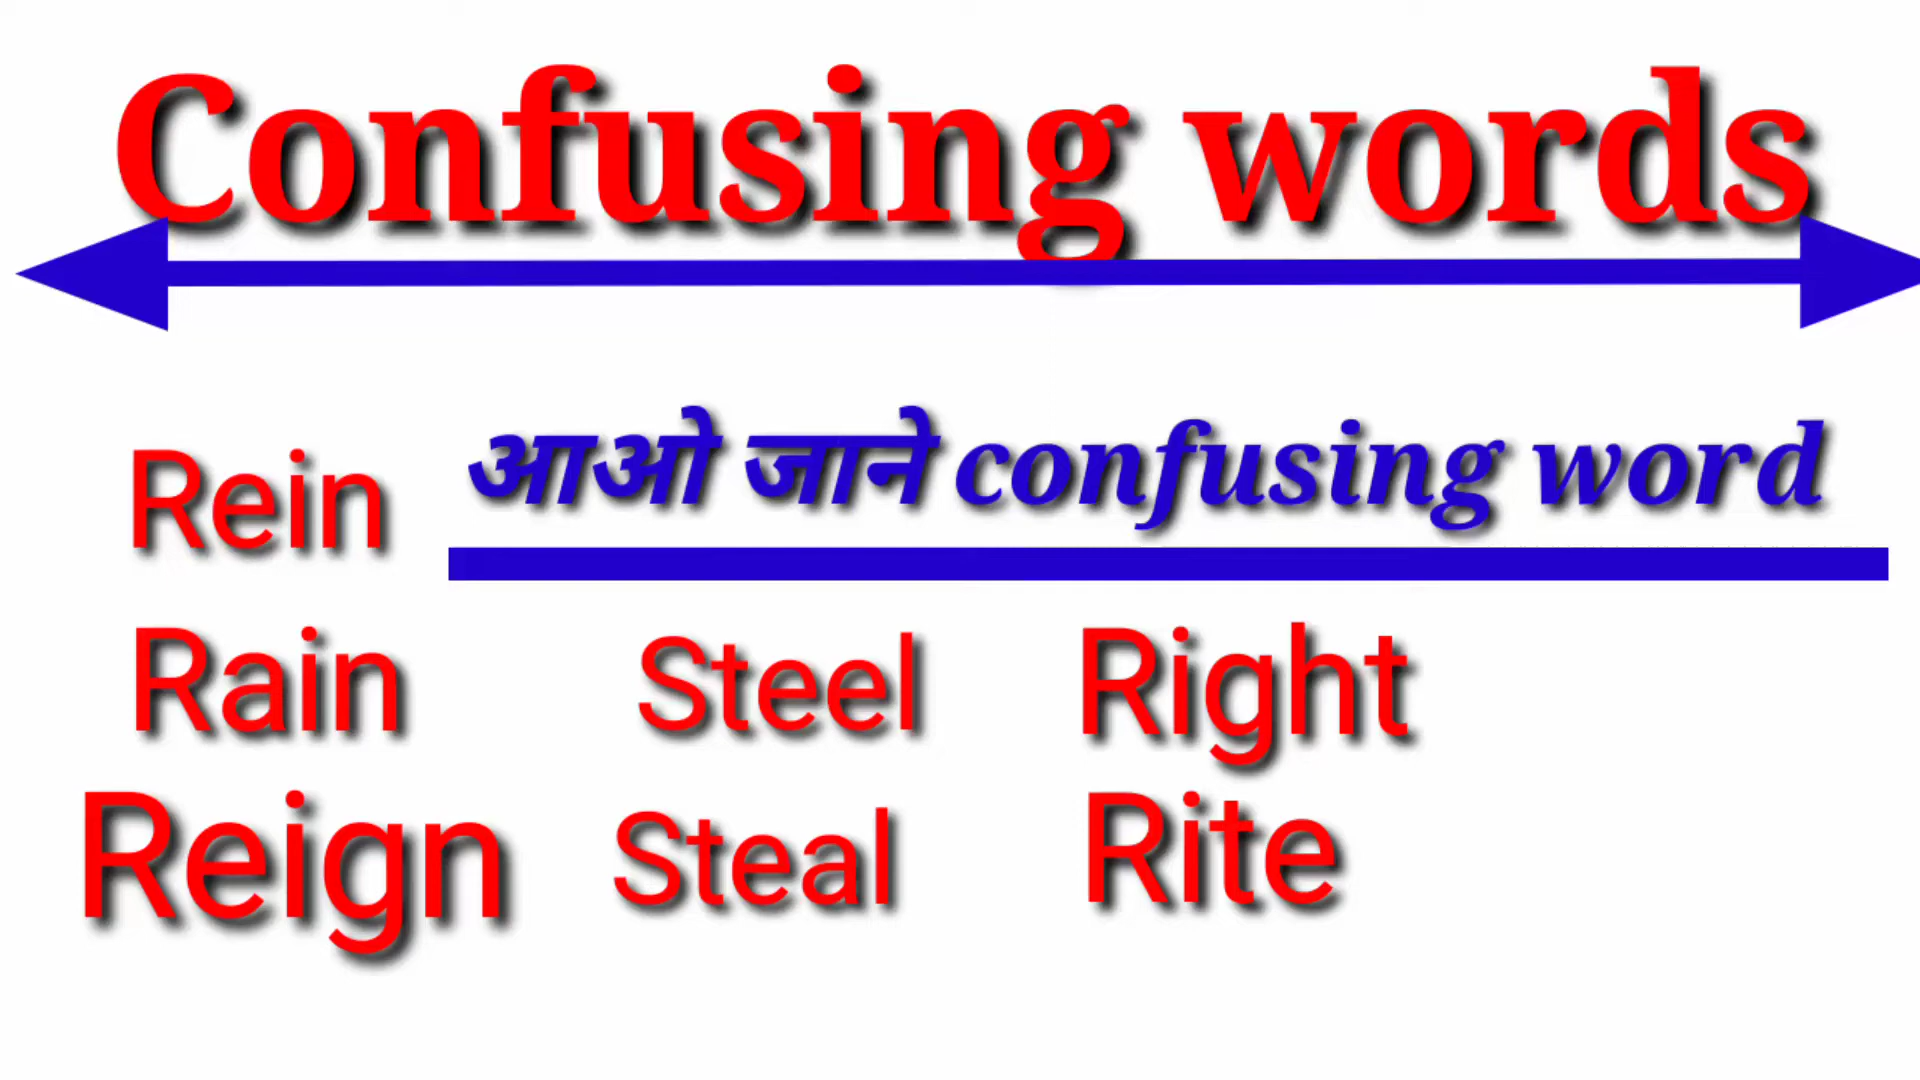 Confusing words
Rein आओ जाने confusing word
Rain Steel Right
Reign Steal Rite